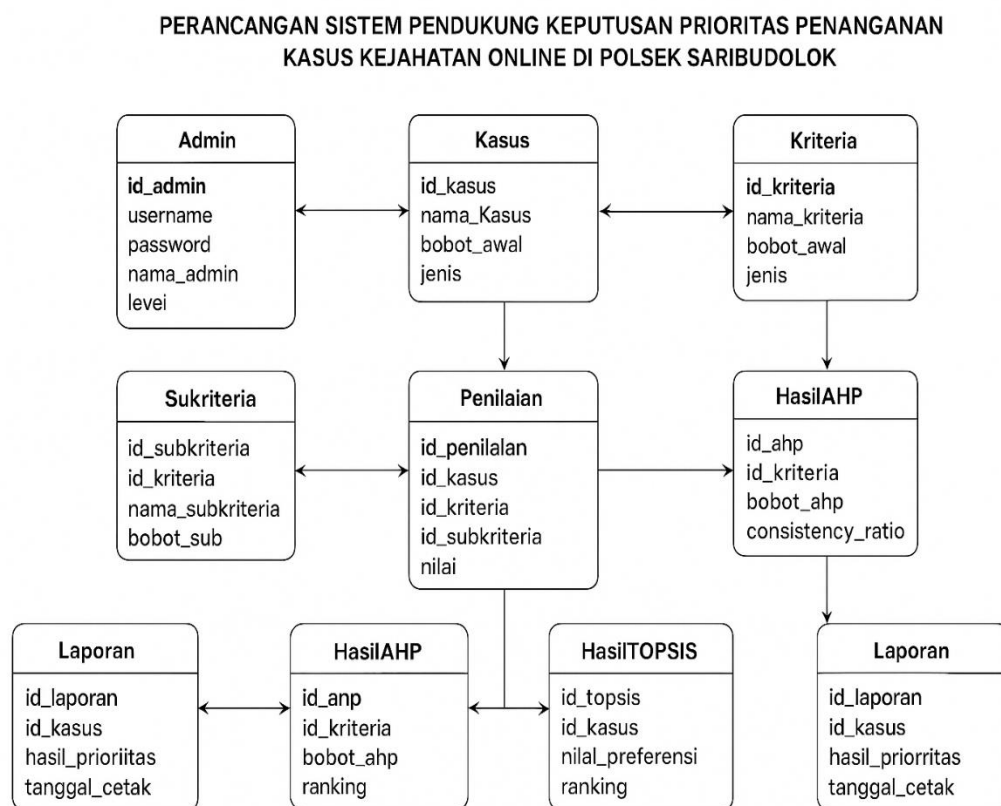 PERANCANGAN SISTEM PENDUKUNG KEPUTUSAN PRIORITAS PENANGANAN
KASUS KEJAHATAN ONLINE DI POLSEK SARIBUDOLOK
Admin
id_admin
username
password
nama_admin
levei
Kasus
id_kasus
nama_Kasus
bobot_awal
jenis
Kriteria
id_kriteria
nama_kriteria
bobot_awal
jenis
Sukriteria
id_subkriteria
id_kriteria
nama_subkriteria
bobot_sub
Penilaian
id_penilalan
id_kasus
id_kriteria
id_subkriteria
nilai
HasilAHP
id_ahp
id_kriteria
bobot_ahp
consistency_ratio
Laporan
id_laporan
id_kasus
hasil_prioriitas
tanggal_cetak
HasilAHP
id_anp
id_kriteria
bobot_ahp
ranking
HasilTOPSIS
id_topsis
id_kasus
nilal_preferensi
ranking
Laporan
id_laporan
id_kasus
hasil_priorritas
tanggal_cetak